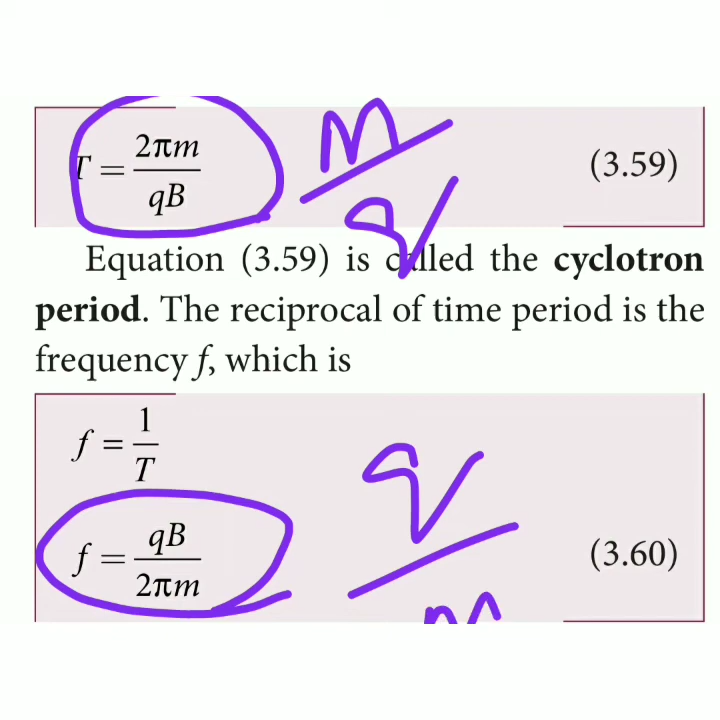 T = 2πm / qB (3.59)
m / q
Equation (3.59) is called the cyclotron
period. The reciprocal of time period is the
frequency f, which is
f = 1 / T
f = qB / 2πm (3.60)
q / m